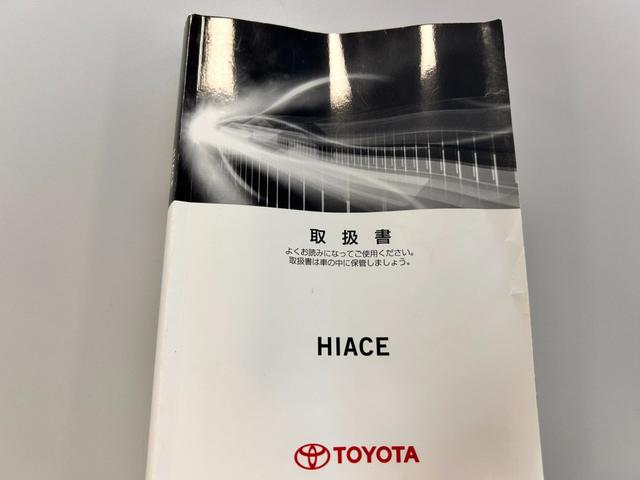 取扱書
よくお読みになってご使用ください。
取扱書は車の中に保管しましょう。
HIACE
TOYOTA